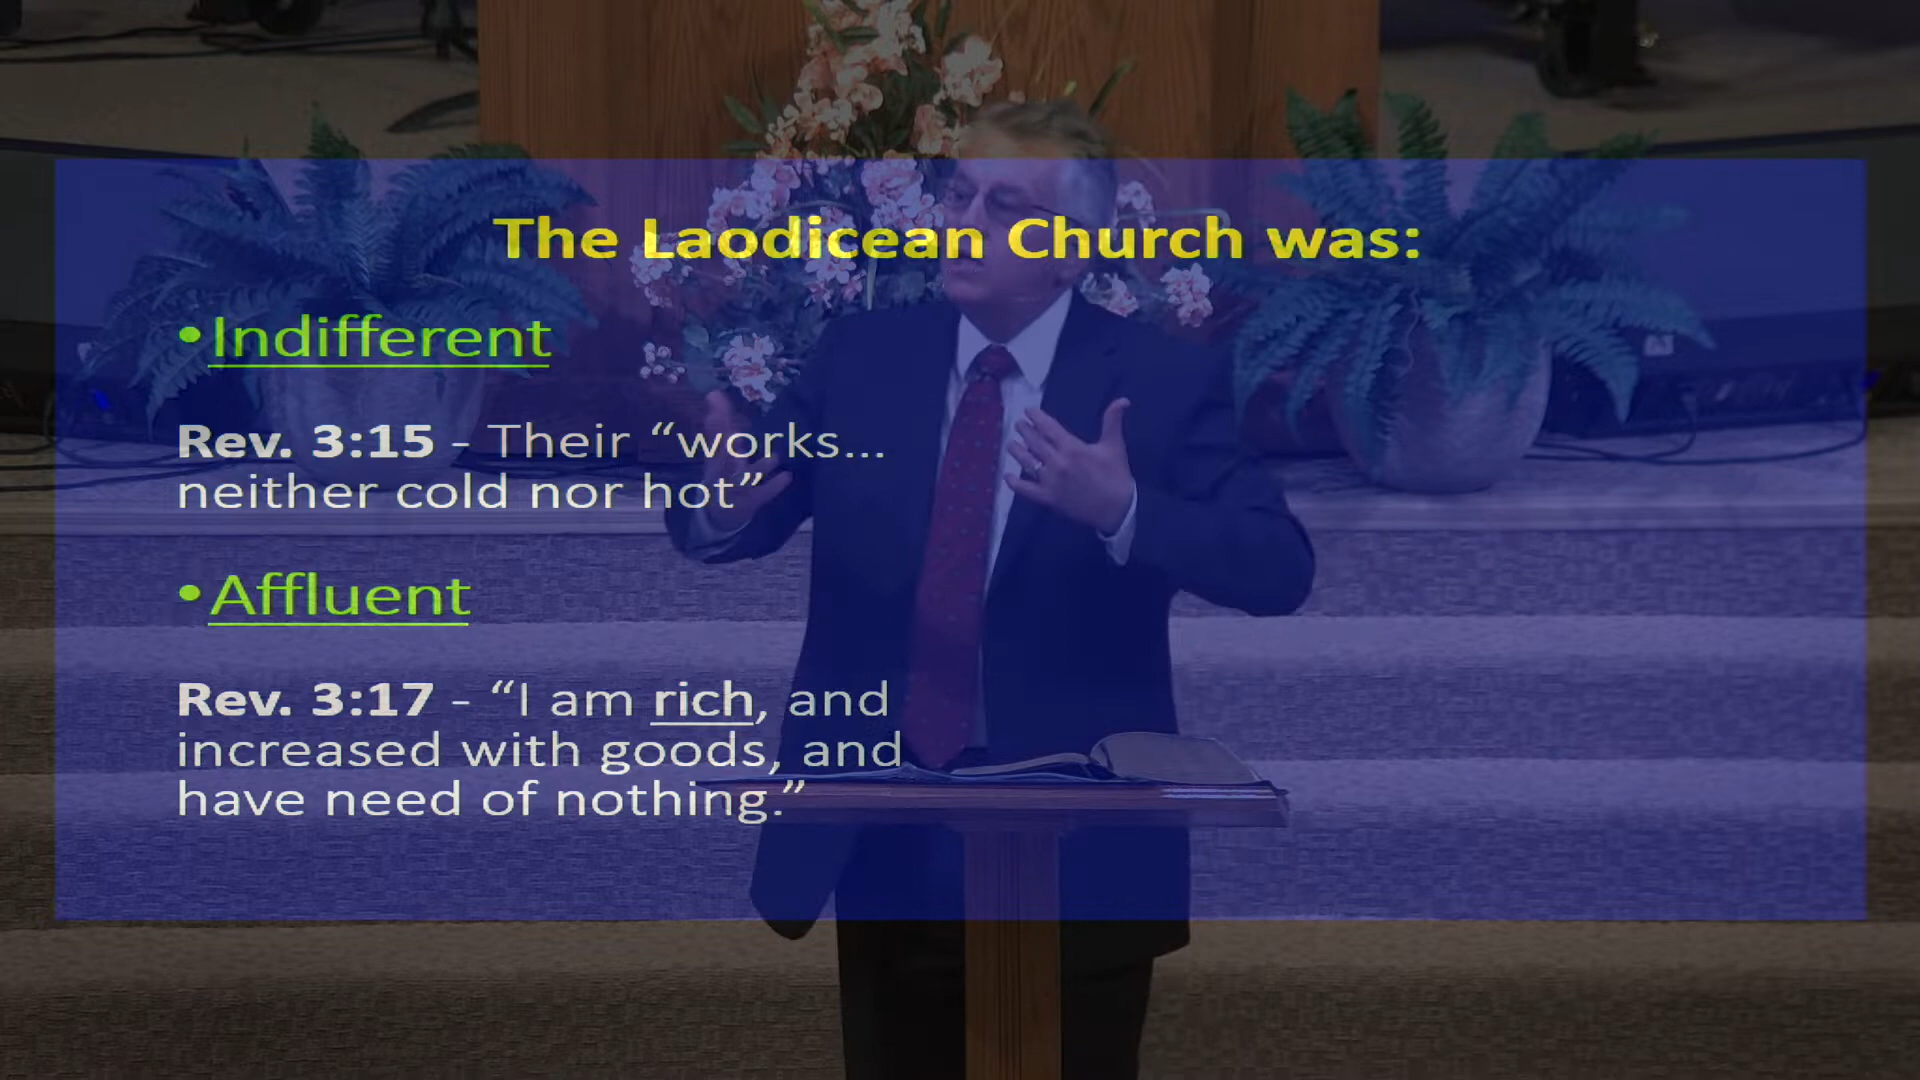 The Laodicean Church was:
•Indifferent
Rev. 3:15 - Their “works...
neither cold nor hot”
•Affluent
Rev. 3:17 - “I am rich, and
increased with goods, and
have need of nothing.”